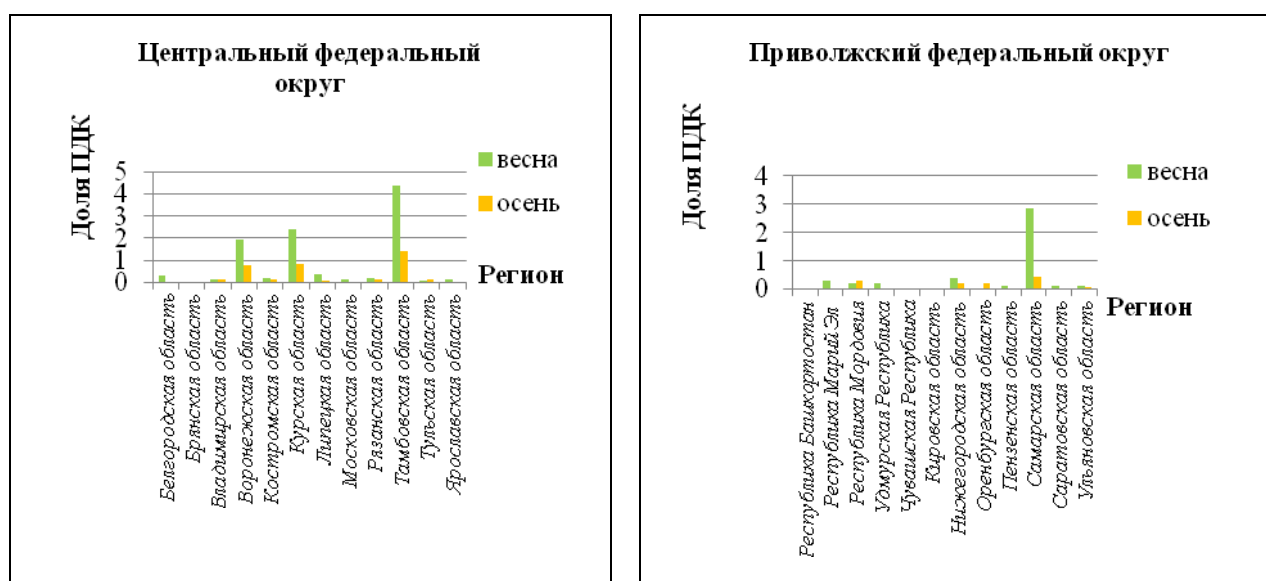 Центральный федеральный
округ
Доля ПДК
5
4
3
2
1
0
весна
осень
Регион
Белгородская область
Брянская область
Владимирская область
Воронежская область
Костромская область
Курская область
Липецкая область
Московская область
Рязанская область
Тамбовская область
Тульская область
Ярославская область
Приволжский федеральный округ
Доля ПДК
4
3
2
1
0
весна
осень
Регион
Республика Башкортостан
Республика Марий Эл
Республика Мордовия
Удмурская Республика
Чувашская Республика
Кировская область
Нижегородская область
Оренбургская область
Пензенская область
Самарская область
Саратовская область
Ульяновская область